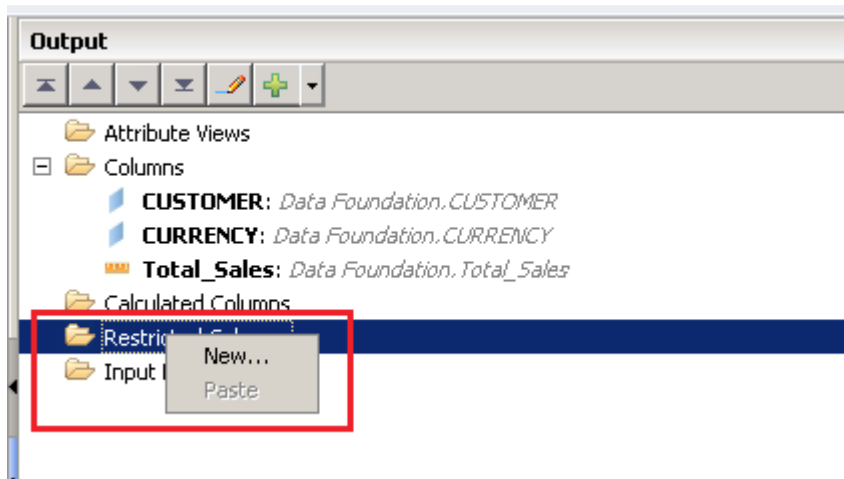 Output
Attribute Views
Columns
CUSTOMER: Data Foundation.CUSTOMER
CURRENCY: Data Foundation.CURRENCY
Total_Sales: Data Foundation.Total_Sales
Calculated Columns
New...
Input
Paste